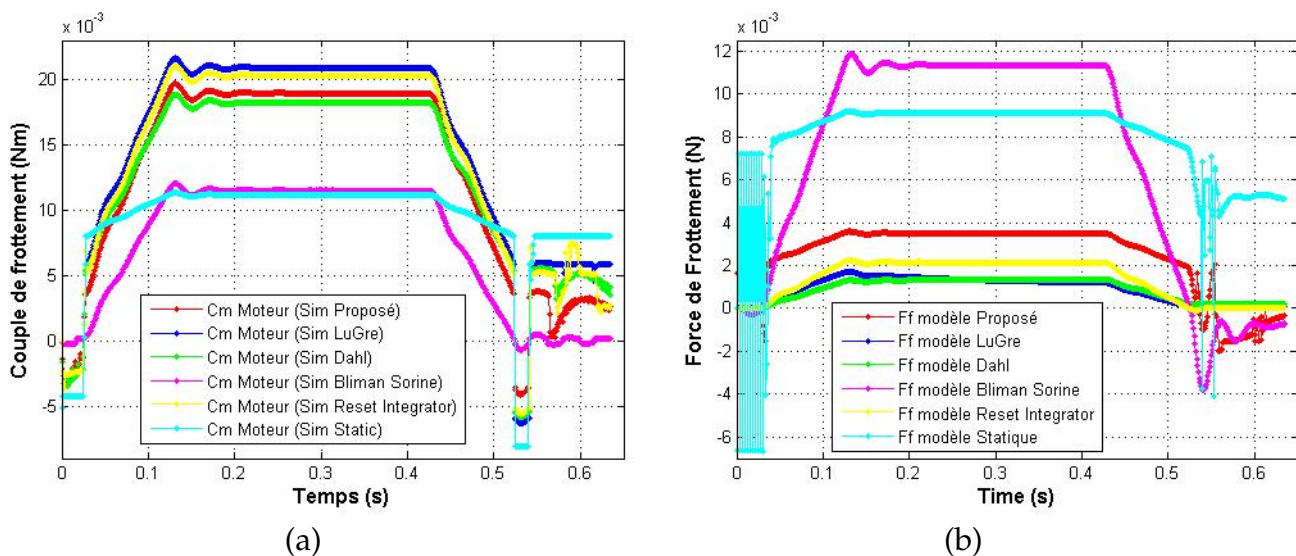 x 10⁻³
20
15
10
5
0
-5
0
0.1
0.2
0.3
0.4
0.5
0.6
Couple de frottement (Nm)
Temps (s)
Cm Moteur (Sim Proposé)
Cm Moteur (Sim LuGre)
Cm Moteur (Sim Dahl)
Cm Moteur (Sim Bliman Sorine)
Cm Moteur (Sim Reset Integrator)
Cm Moteur (Sim Static)
(a)
x 10⁻³
12
10
8
6
4
2
0
-2
-4
-6
0
0.1
0.2
0.3
0.4
0.5
0.6
Force de Frottement (N)
Time (s)
Ff modèle Proposé
Ff modèle LuGre
Ff modèle Dahl
Ff modèle Bliman Sorine
Ff modèle Reset Integrator
Ff modèle Statique
(b)